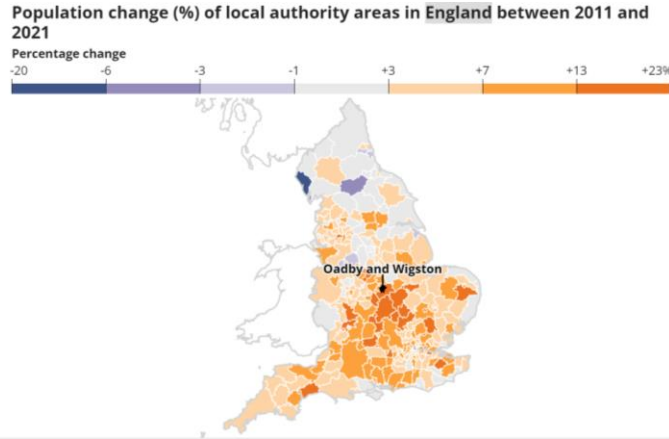 Population change (%) of local authority areas in England between 2011 and
2021
Percentage change
-20 -6 -3 -1 +3 +7 +13 +23%
Oadby and Wigston